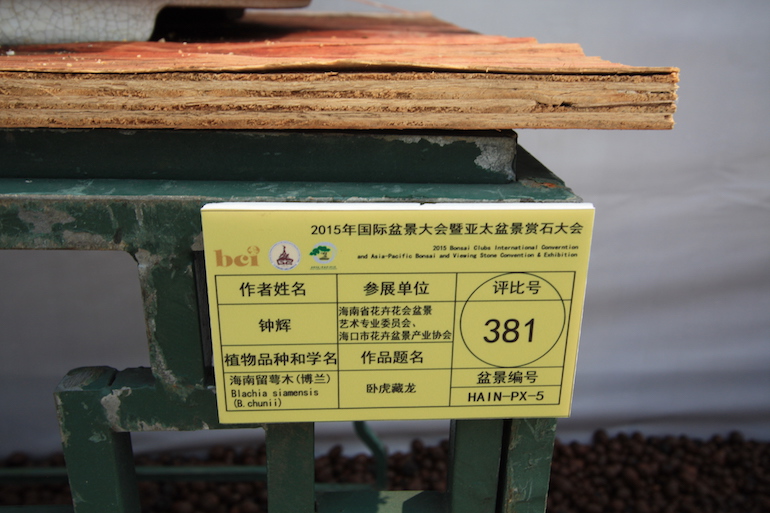 2015年国际盆景大会暨亚太盆景赏石大会
bci
2015 Bonsai Clubs International Convention
and Asia-Pacific Bonsai and Viewing Stone Convention & Exhibition
作者姓名
参展单位
评比号
钟辉
海南省花卉花会盆景
艺术专业委员会、
海口市花卉盆景产业协会
381
植物品种和学名
作品题名
盆景编号
海南留萼木(博兰)
Blachia siamensis
(B.chunii)
卧虎藏龙
HAIN-PX-5